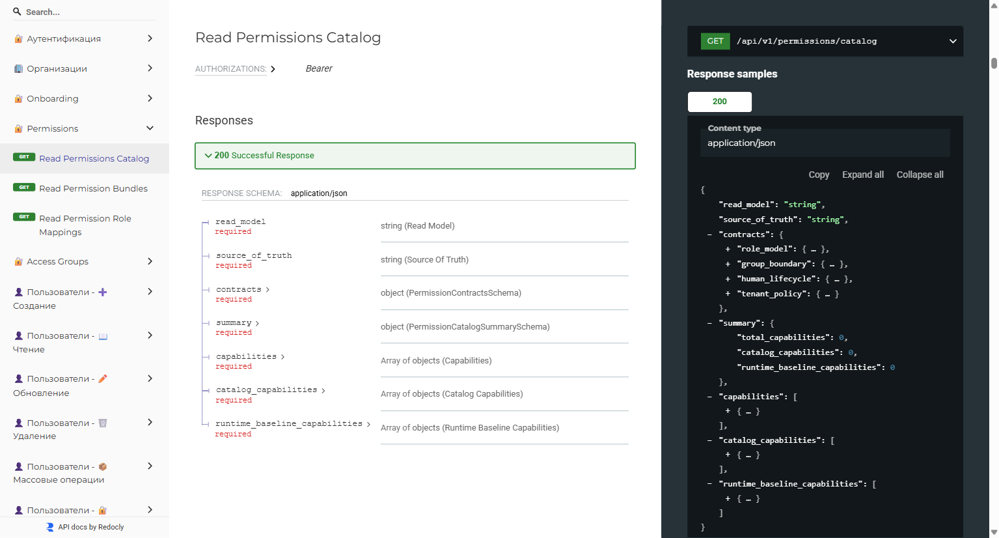 Search...
Аутентификация
Организации
Onboarding
Permissions
GET Read Permissions Catalog
GET Read Permission Bundles
GET Read Permission Role
Mappings
Access Groups
Пользователи -
Создание
Пользователи -
Чтение
Пользователи -
Обновление
Пользователи -
Удаление
Пользователи -
Массовые операции
Пользователи -
API docs by Redocly
Read Permissions Catalog
AUTHORIZATIONS: Bearer
Responses
200 Successful Response
RESPONSE SCHEMA: application/json
read_model
required
string (Read Model)
source_of_truth
required
string (Source Of Truth)
contracts
required
object (PermissionContractsSchema)
summary
required
object (PermissionCatalogSummarySchema)
capabilities
required
Array of objects (Capabilities)
catalog_capabilities
required
Array of objects (Catalog Capabilities)
runtime_baseline_capabilities
required
Array of objects (Runtime Baseline Capabilities)
GET /api/v1/permissions/catalog
Response samples
200
Content type
application/json
Copy Expand all Collapse all
{
"read_model": "string",
"source_of_truth": "string",
- "contracts": {
+ "role_model": { … },
+ "group_boundary": { … },
+ "human_lifecycle": { … },
+ "tenant_policy": { … }
},
- "summary": {
"total_capabilities": 0,
"catalog_capabilities": 0,
"runtime_baseline_capabilities": 0
},
- "capabilities": [
+ { … }
],
- "catalog_capabilities": [
+ { … }
],
- "runtime_baseline_capabilities": [
+ { … }
]
}